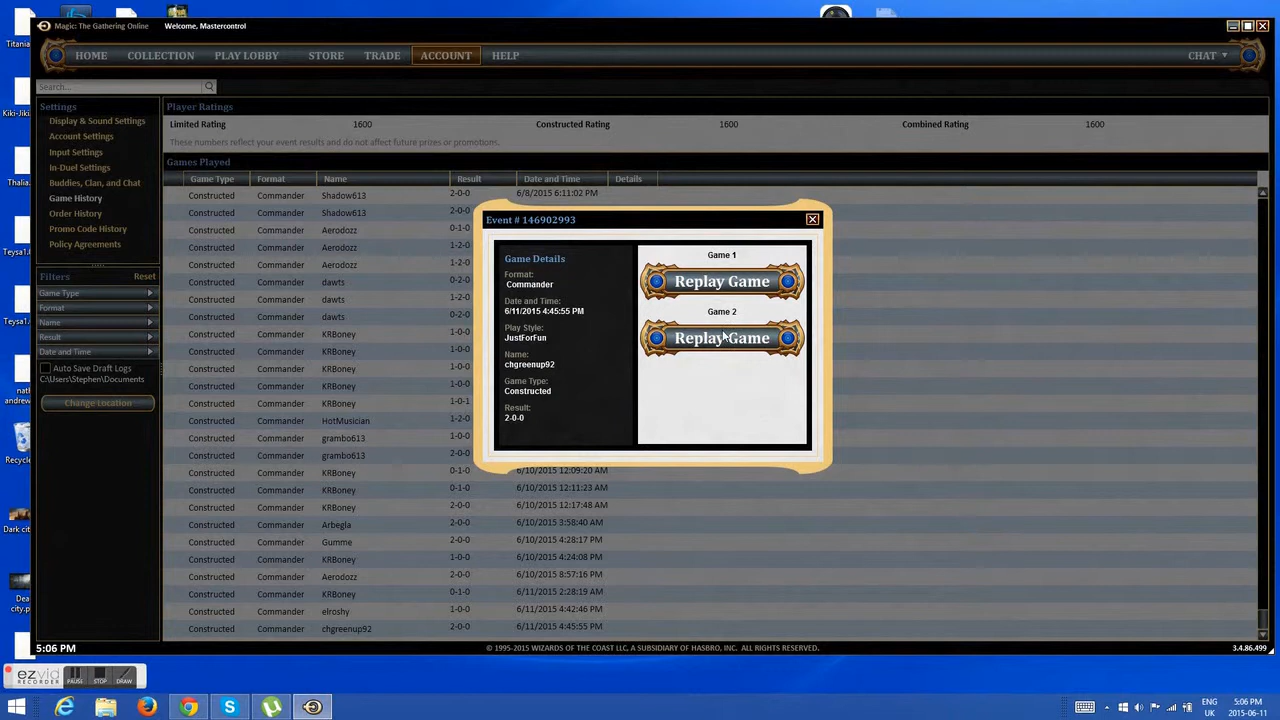 Magic: The Gathering Online Welcome, Mastercontrol
HOME COLLECTION PLAY LOBBY STORE TRADE ACCOUNT HELP CHAT
Search...
Settings
Display & Sound Settings
Account Settings
Input Settings
In-Duel Settings
Buddies, Clan, and Chat
Game History
Order History
Promo Code History
Policy Agreements
Filters Reset
Game Type
Format
Name
Result
Date and Time
Auto Save Draft Logs
C:\Users\Stephen\Documents
Change Location
Player Ratings
Limited Rating 1600 Constructed Rating 1600 Combined Rating 1600
These numbers reflect your event results and do not affect future prizes or promotions.
Games Played
Game Type Format Name Result Date and Time Details
Constructed Commander Shadow613 2-0-0 6/8/2015 6:11:02 PM
Constructed Commander Shadow613 2-0-0
Constructed Commander Aerodozz 0-1-0
Constructed Commander Aerodozz 1-2-0
Constructed Commander Aerodozz 1-2-0
Constructed Commander dawts 0-2-0
Constructed Commander dawts 1-2-0
Constructed Commander dawts 0-2-0
Constructed Commander KRBoney 1-0-0
Constructed Commander KRBoney 1-0-0
Constructed Commander KRBoney 1-0-0
Constructed Commander KRBoney 1-0-0
Constructed Commander KRBoney 1-0-1
Constructed Commander HotMusician 1-2-0
Constructed Commander grambo613 1-0-0
Constructed Commander grambo613 2-0-0
Constructed Commander KRBoney 0-1-0 6/10/2015 12:09:20 AM
Constructed Commander KRBoney 0-1-0 6/10/2015 12:11:23 AM
Constructed Commander KRBoney 2-0-0 6/10/2015 12:17:48 AM
Constructed Commander Arbegla 2-0-0 6/10/2015 3:58:40 AM
Constructed Commander Gumme 2-0-0 6/10/2015 4:28:17 PM
Constructed Commander KRBoney 1-0-0 6/10/2015 4:24:08 PM
Constructed Commander Aerodozz 2-0-0 6/10/2015 8:57:16 PM
Constructed Commander KRBoney 0-1-0 6/11/2015 2:28:19 AM
Constructed Commander elroshy 1-0-0 6/11/2015 4:42:46 PM
Constructed Commander chgreenup92 2-0-0 6/11/2015 4:45:55 PM
Event # 146902993
Game Details
Format:
Commander
Date and Time:
6/11/2015 4:45:55 PM
Play Style:
JustForFun
Name:
chgreenup92
Game Type:
Constructed
Result:
2-0-0
Game 1
Replay Game
Game 2
Replay Game
5:06 PM © 1995-2015 WIZARDS OF THE COAST LLC, A SUBSIDIARY OF HASBRO, INC. ALL RIGHTS RESERVED. 3.4.86.499
Titania
Kiki-Jiki
Thalia.
Teysa1.
Teysa1.
nath
andrew
Recycle
Dark cit
Dea
city.p
ezvid
RECORDER
PAUSE STOP DRAW
ENG 5:06 PM
UK 2015-06-11